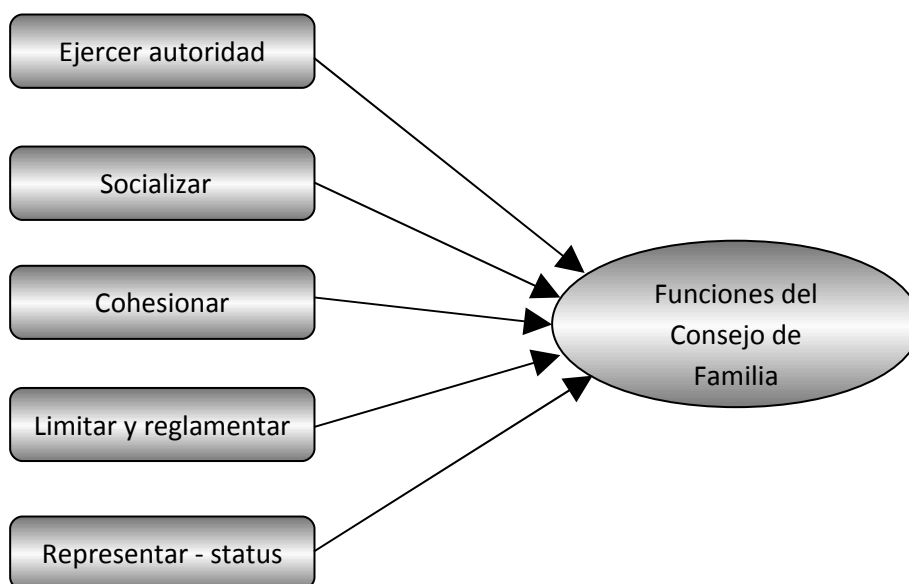 Ejercer autoridad
Socializar
Cohesionar
Limitar y reglamentar
Representar - status
Funciones del
Consejo de
Familia